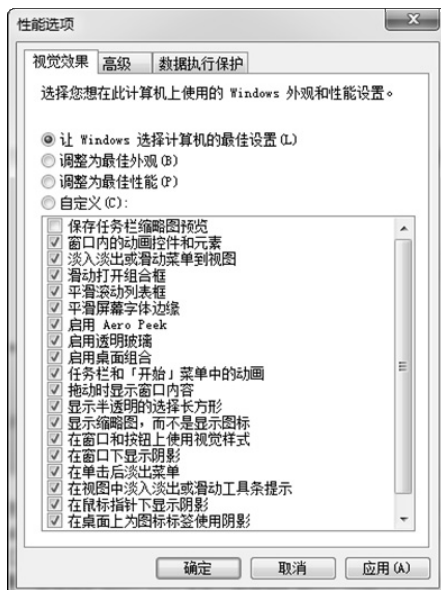 性能选项
视觉效果 高级 数据执行保护
选择您想在此计算机上使用的 Windows 外观和性能设置。
让 Windows 选择计算机的最佳设置(L)
调整为最佳外观(B)
调整为最佳性能(P)
自定义(C):
保存任务栏缩略图预览
窗口内的动画控件和元素
淡入淡出或滑动菜单到视图
滑动打开组合框
平滑滚动列表框
平滑屏幕字体边缘
启用 Aero Peek
启用透明玻璃
启用桌面组合
任务栏和「开始」菜单中的动画
拖动时显示窗口内容
显示半透明的选择长方形
显示缩略图，而不是显示图标
在窗口和按钮上使用视觉样式
在窗口下显示阴影
在单击后淡出菜单
在视图中淡入淡出或滑动工具条提示
在鼠标指针下显示阴影
在桌面上为图标标签使用阴影
确定 取消 应用(A)